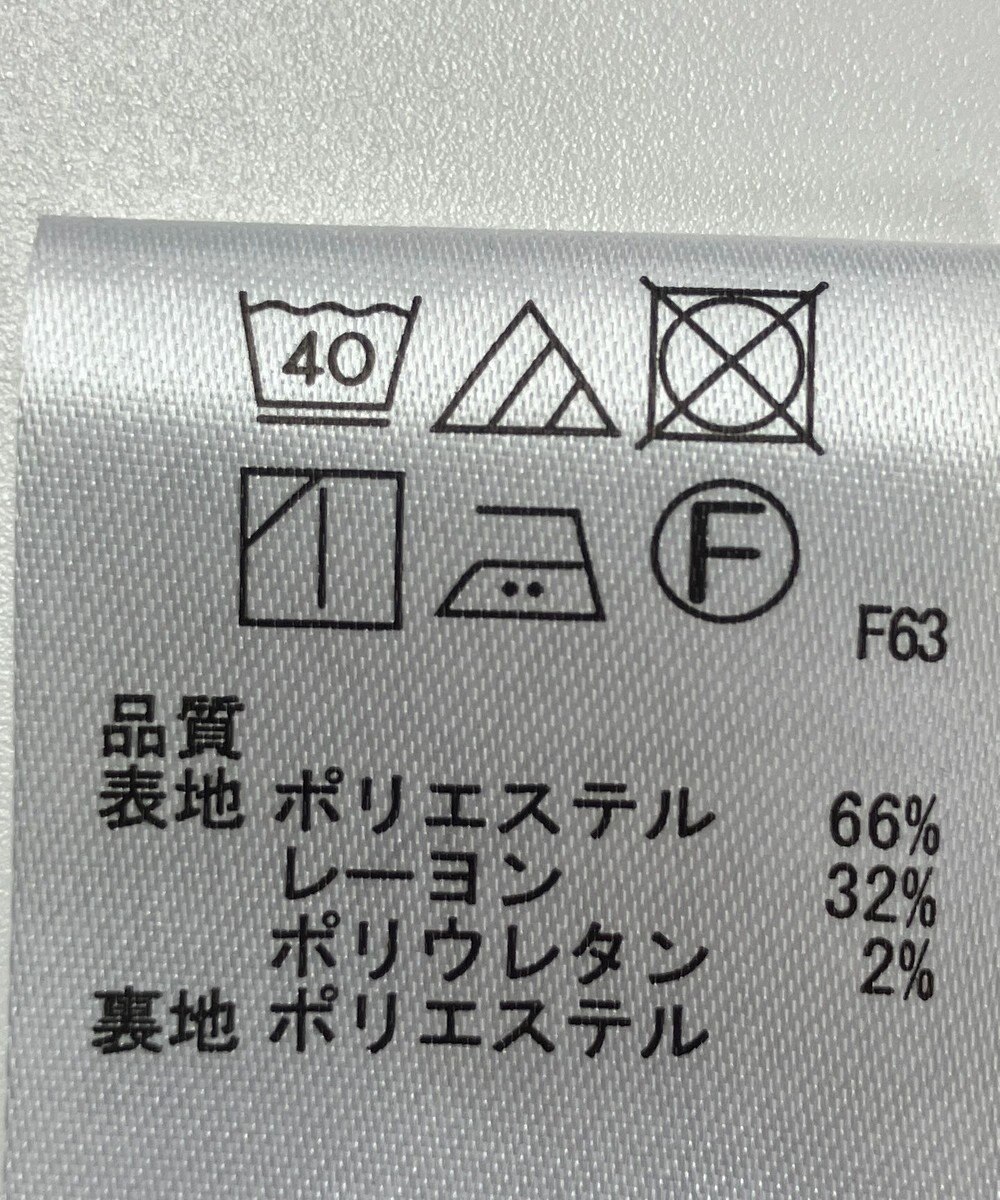 40
F
F63
品質
表地 ポリエステル 66%
レーヨン 32%
ポリウレタン 2%
裏地 ポリエステル